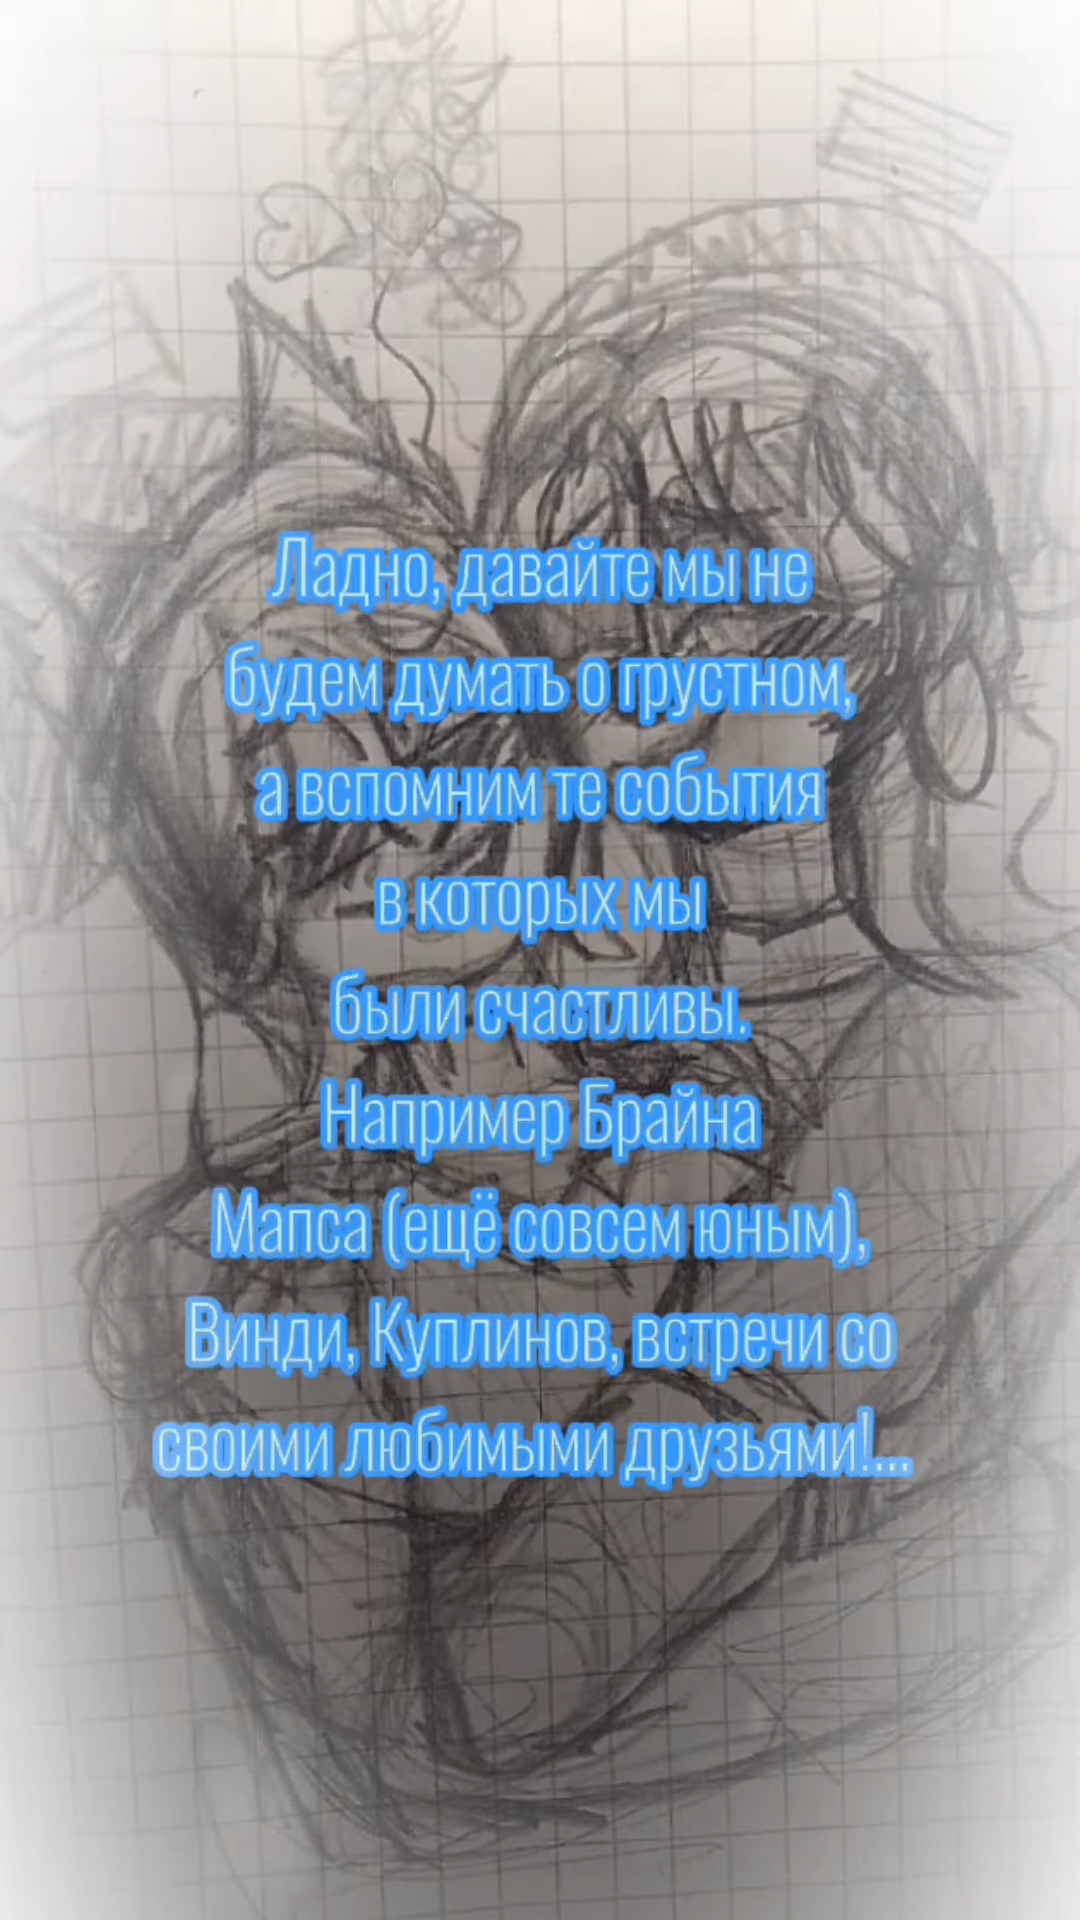 Ладно, давайте мы не
будем думать о грустном,
а вспомним те события
в которых мы
были счастливы.
Например Брайна
Мапса (ещё совсем юным),
Винди, Куплинов, встречи со
своими любимыми друзьями!...